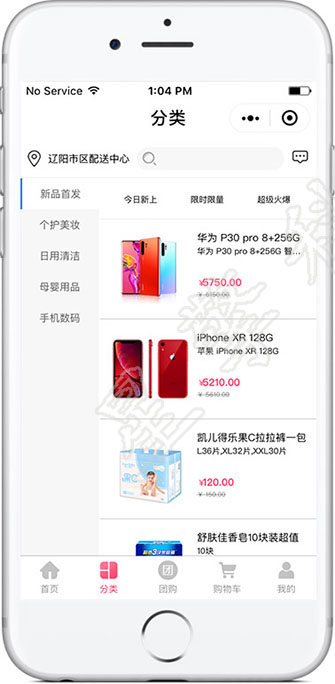 No Service 1:04 PM
分类
辽阳市区配送中心
新品首发
个护美妆
日用清洁
母婴用品
手机数码
今日新上 限时限量 超级火爆
华为 P30 pro 8+256G
华为 P30 pro 8+256G 智...
¥5750.00
¥ 6150.00
iPhone XR 128G
苹果 iPhone XR 128G
¥5210.00
¥ 5499.00
凯儿得乐果C拉拉裤一包
L36片,XL32片,XXL30片
¥120.00
¥ 150.00
舒肤佳香皂10块装超值
10块
首页 分类 团购 购物车 我的